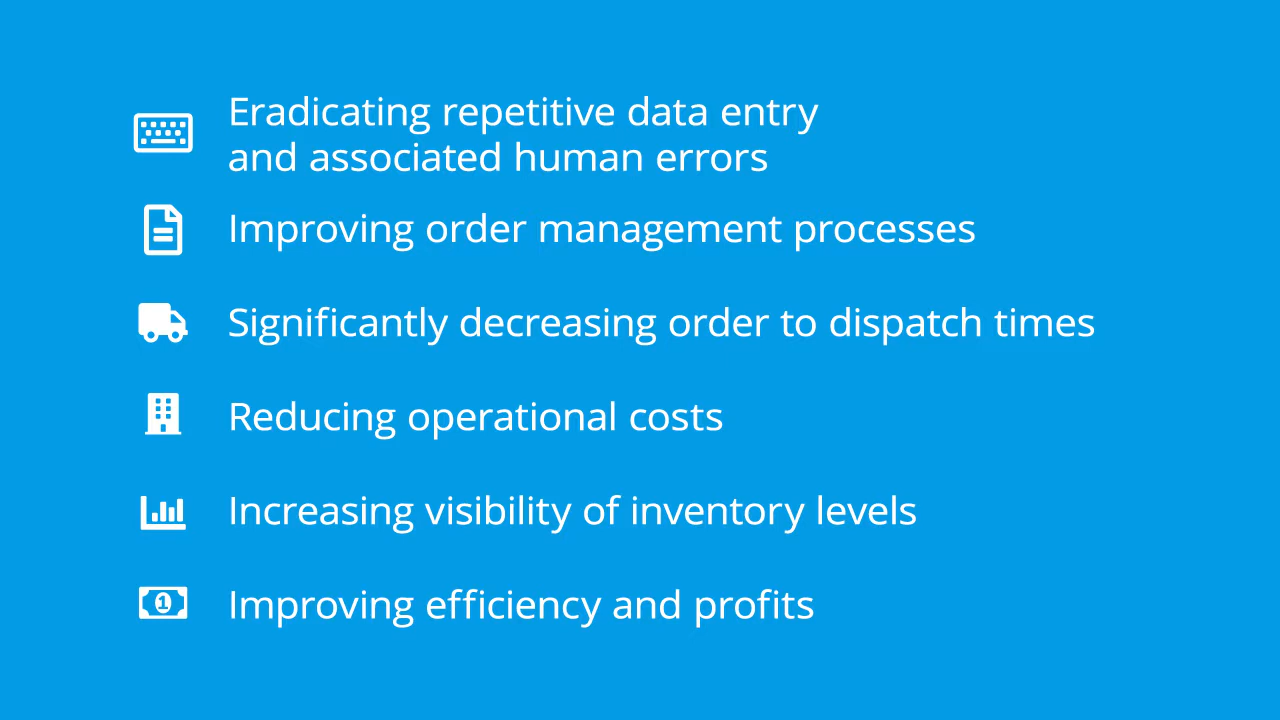 Eradicating repetitive data entry
and associated human errors
Improving order management processes
Significantly decreasing order to dispatch times
Reducing operational costs
Increasing visibility of inventory levels
1
Improving efficiency and profits